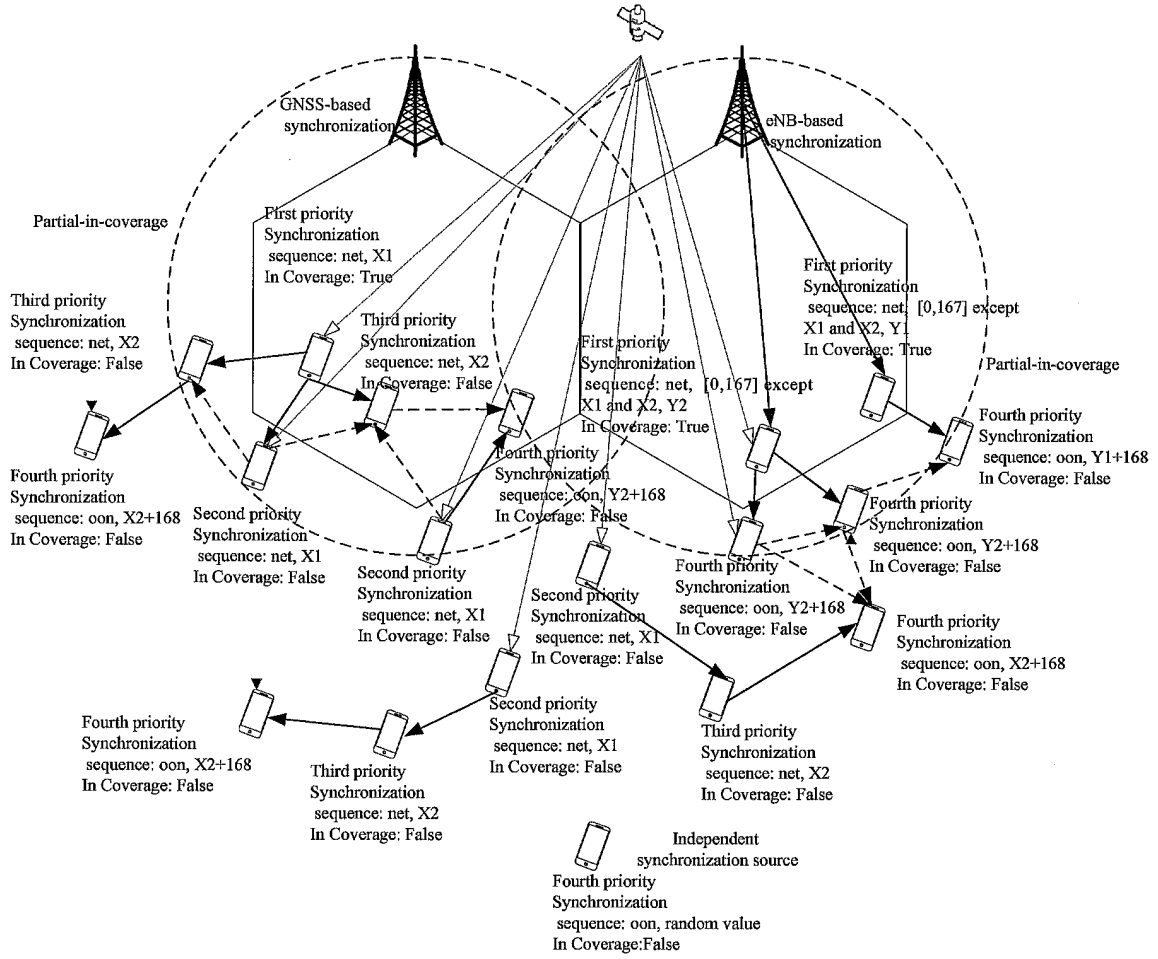 GNSS-based
synchronization
eNB-based
synchronization
Partial-in-coverage
First priority
Synchronization
sequence: net, X1
In Coverage: True
First priority
Synchronization
sequence: net, [0,167] except
X1 and X2, Y1
In Coverage: True
Third priority
Synchronization
sequence: net, X2
In Coverage: False
Third priority
Synchronization
sequence: net, X2
In Coverage: False
First priority
Synchronization
sequence: net, [0,167] except
X1 and X2, Y2
In Coverage: True
Partial-in-coverage
Fourth priority
Synchronization
sequence: oon, Y1+168
In Coverage: False
Fourth priority
Synchronization
sequence: oon, X2+168
In Coverage: False
Second priority
Synchronization
sequence: net, X1
In Coverage: False
Fourth priority
Synchronization
sequence: oon, Y2+168
In Coverage: False
Fourth priority
Synchronization
sequence: oon, Y2+168
In Coverage: False
Second priority
Synchronization
sequence: net, X1
In Coverage: False
Second priority
Synchronization
sequence: net, X1
In Coverage: False
Fourth priority
Synchronization
sequence: oon, Y2+168
In Coverage: False
Fourth priority
Synchronization
sequence: oon, X2+168
In Coverage: False
Fourth priority
Synchronization
sequence: oon, X2+168
In Coverage: False
Third priority
Synchronization
sequence: net, X2
In Coverage: False
Second priority
Synchronization
sequence: net, X1
In Coverage: False
Third priority
Synchronization
sequence: net, X2
In Coverage: False
Independent
synchronization source
Fourth priority
Synchronization
sequence: oon, random value
In Coverage:False